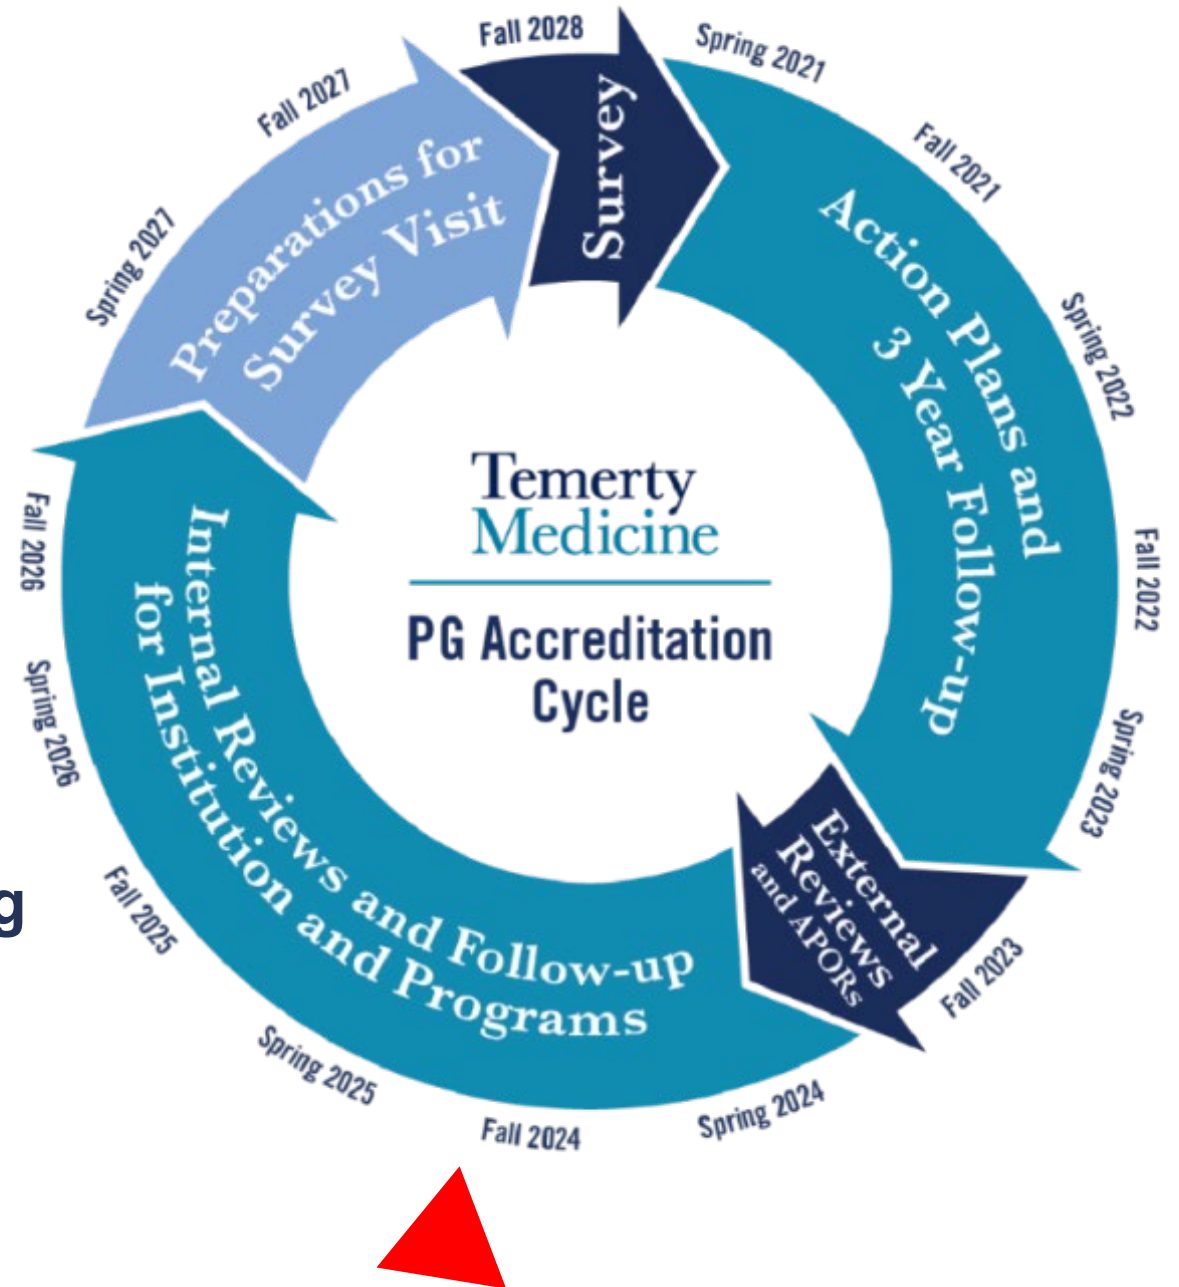 Fall 2028
Spring 2021
Fall 2021
Spring 2022
Fall 2022
Spring 2023
Fall 2023
Spring 2024
Fall 2024
Spring 2025
Fall 2025
Spring 2026
Fall 2026
Spring 2027
Fall 2027
Survey
Action Plans and
3 Year Follow-up
External
Reviews
and APORs
Internal Reviews and Follow-up
for Institution and Programs
Preparations for
Survey Visit
Temerty
Medicine
PG Accreditation
Cycle
g